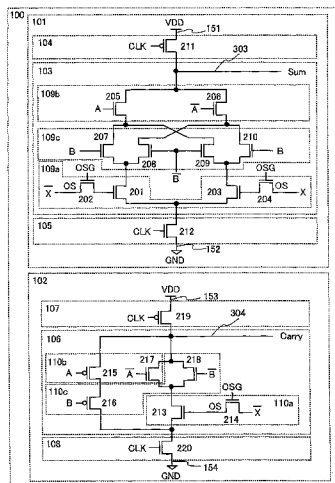 100
101
VDD
151
104
CLK
211
303
Sum
103
109b
205
A
A
206
109c
207
210
B
B
208
209
109a
OSG
B
OSG
X
OS
201
203
OS
X
202
204
105
CLK
212
152
GND
102
VDD
153
107
CLK
219
304
Carry
106
110b
217
218
A
215
A
B
OSG
110c
B
216
OS
110a
213
214
X
108
CLK
220
154
GND